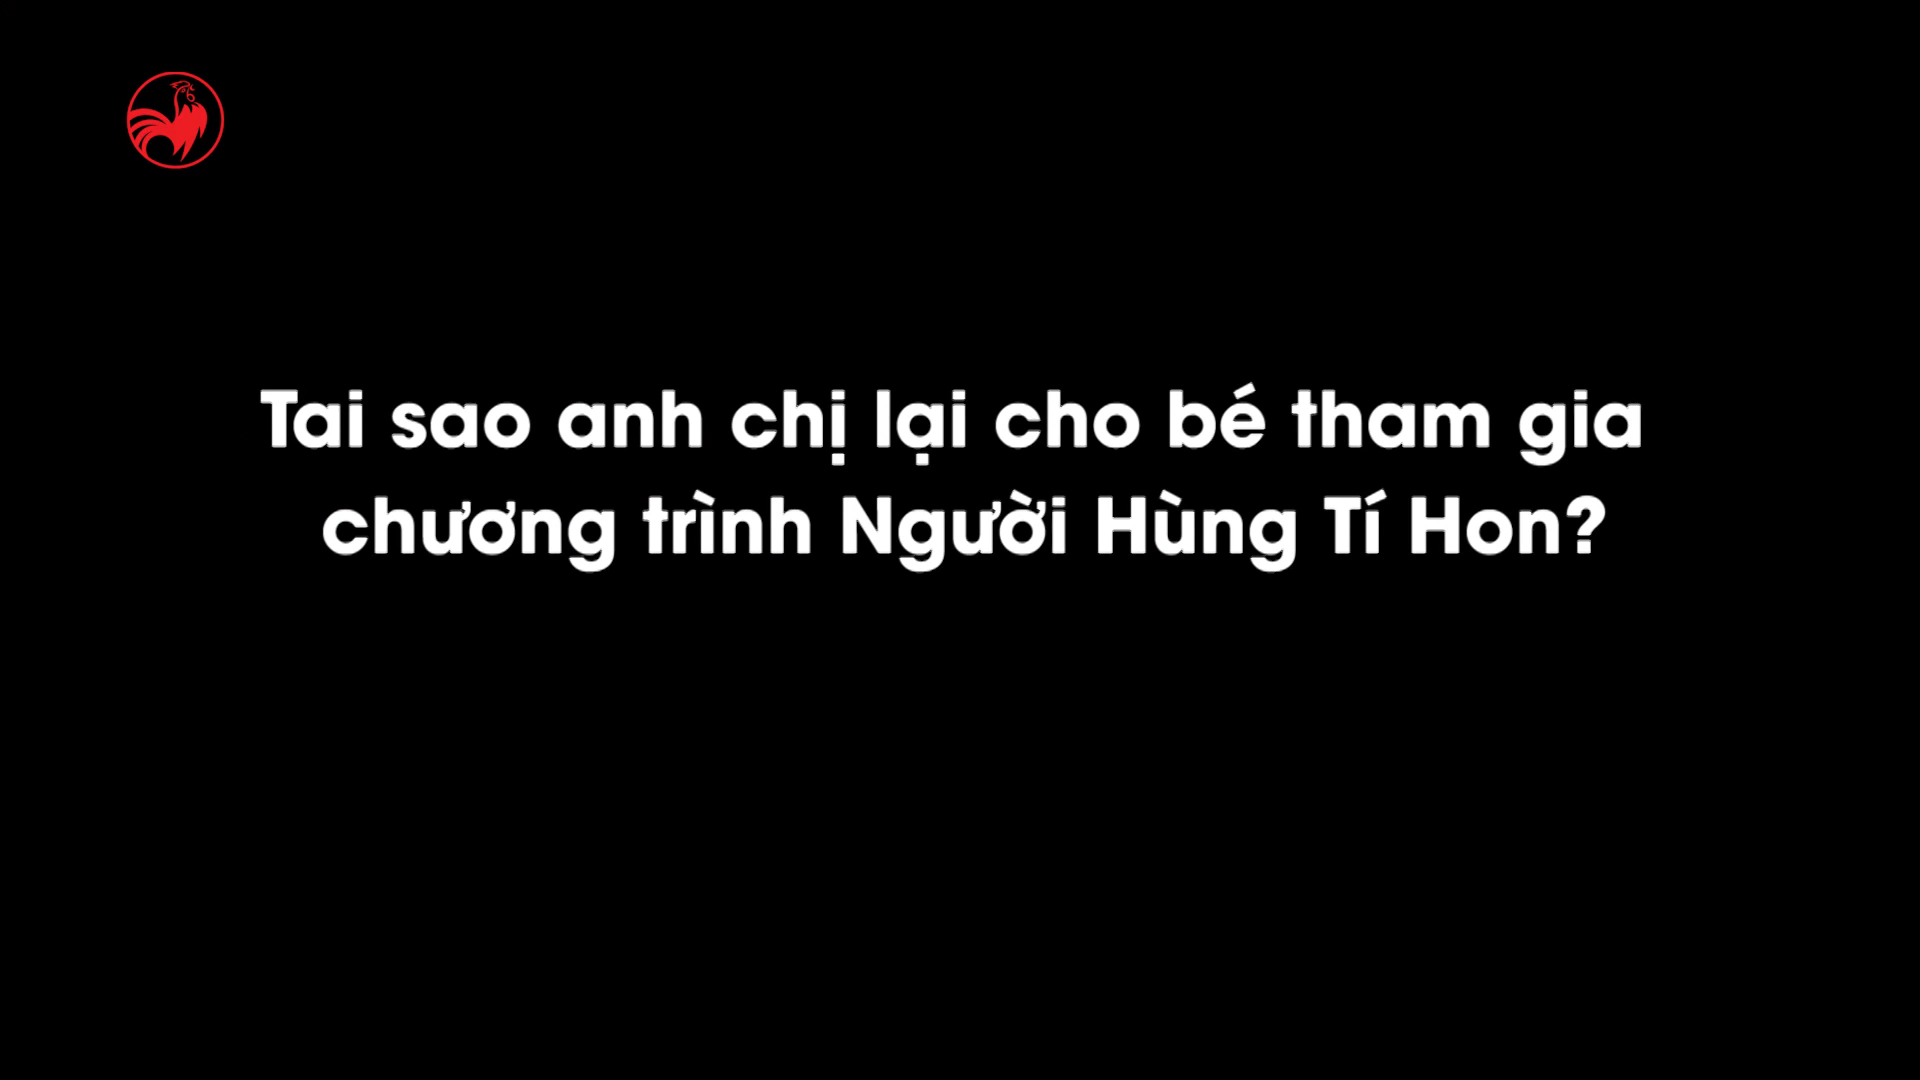 Tai sao anh chị lại cho bé tham gia
chương trình Người Hùng Tí Hon?